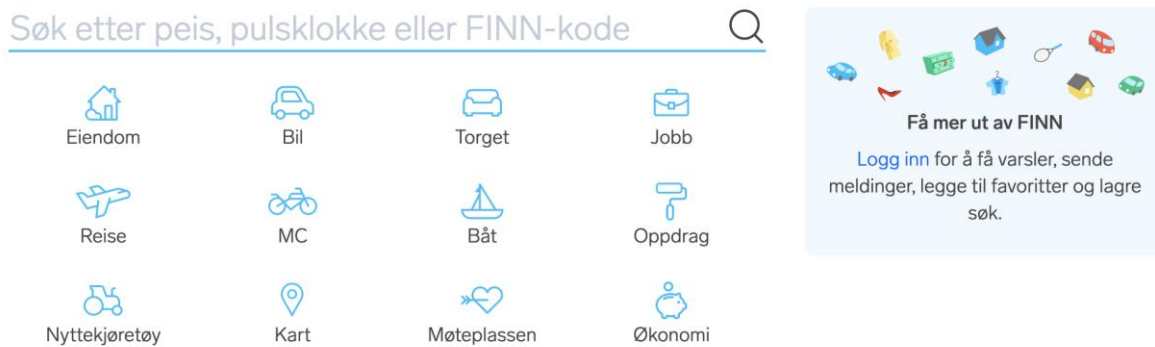 Søk etter peis, pulsklokke eller FINN-kode
Eiendom
Bil
Torget
Jobb
Reise
MC
Båt
Oppdrag
Nyttekjøretøy
Kart
Møteplassen
Økonomi
Få mer ut av FINN
Logg inn for å få varsler, sende
meldinger, legge til favoritter og lagre
søk.